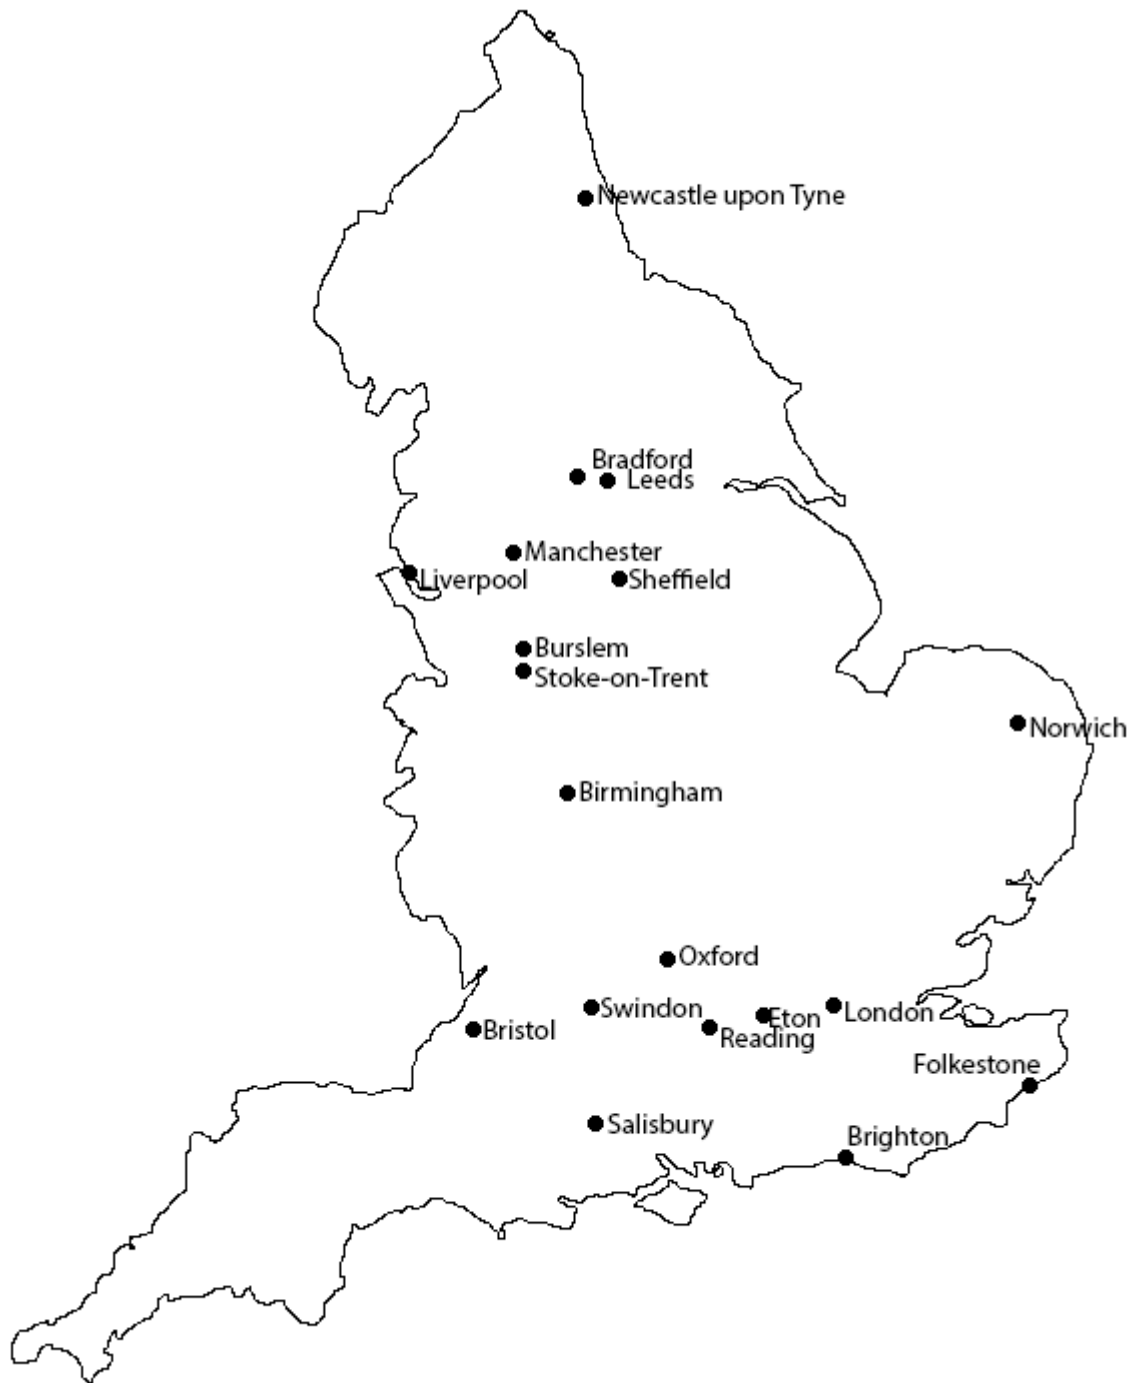 Newcastle upon Tyne
Bradford
Leeds
Manchester
Liverpool
Sheffield
Burslem
Stoke-on-Trent
Norwich
Birmingham
Oxford
Swindon
London
Eton
Bristol
Reading
Folkestone
Salisbury
Brighton